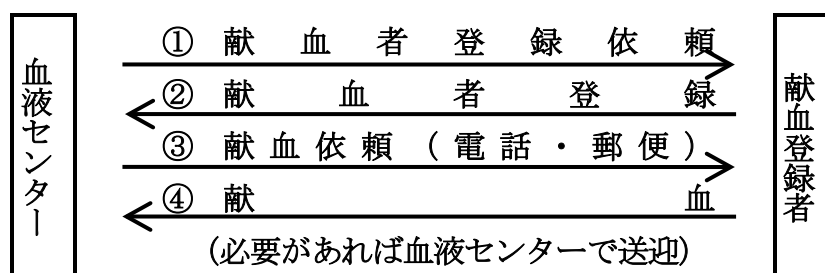 血液センター
①献血者登録依頼
②献血者登録
③献血依頼(電話・郵便)
④献血
(必要があれば血液センターで送迎)
献血登録者